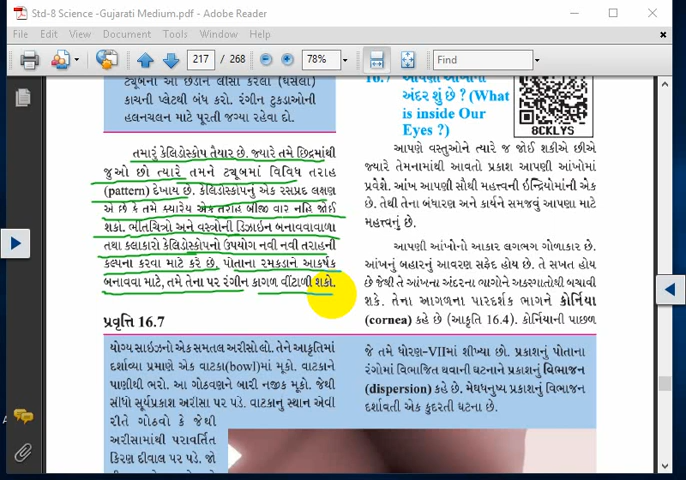 Std-8 Science -Gujarati Medium.pdf - Adobe Reader
File Edit View Document Tools Window Help
217 / 268 78% Find
ટ્યૂબના આ છેડાને લીસા કરેલા (ઘસેલા)
કાચની પ્લેટથી બંધ કરો. રંગીન ટુકડાઓની
હલનચલન માટે પૂરતી જગ્યા રહેવા દો.
તમારું કેલિડોસ્કોપ તૈયાર છે. જ્યારે તમે છિદ્રમાંથી
જુઓ છો ત્યારે તમને ટ્યૂબમાં વિવિધ તરાહ
(pattern) દેખાય છે. કેલિડોસ્કોપનું એક રસપ્રદ લક્ષણ
એ છે કે તમે ક્યારેય એક તરાહ બીજી વાર નહિ જોઈ
શકો. ભીંતચિત્રો અને વસ્ત્રોની ડિઝાઇન બનાવવાવાળા
તથા કલાકારો કેલિડોસ્કોપનો ઉપયોગ નવી નવી તરાહની
કલ્પના કરવા માટે કરે છે. પોતાના રમકડાને આકર્ષક
બનાવવા માટે, તમે તેના પર રંગીન કાગળ વીંટાળી શકો.
પ્રવૃત્તિ 16.7
યોગ્ય સાઇઝનો એક સમતલ અરીસો લો. તેને આકૃતિમાં
દર્શાવ્યા પ્રમાણે એક વાટકા(bowl)માં મૂકો. વાટકાને
પાણીથી ભરો. આ ગોઠવણને બારી નજીક મૂકો. જેથી
સીધો સૂર્યપ્રકાશ અરીસા પર પડે. વાટકાનું સ્થાન એવી
રીતે ગોઠવો કે જેથી
અરીસામાંથી પરાવર્તિત
કિરણ દીવાલ પર પડે. જો
16.7 આપણી આંખોની
અંદર શું છે ? (What
is inside Our
Eyes ?)
8CKLYS
આપણે વસ્તુઓને ત્યારે જ જોઈ શકીએ છીએ
જ્યારે તેમનામાંથી આવતો પ્રકાશ આપણી આંખોમાં
પ્રવેશે. આંખ આપણી સૌથી મહત્ત્વની ઇન્દ્રિયોમાંની એક
છે. તેથી તેના બંધારણ અને કાર્યને સમજવું આપણા માટે
મહત્ત્વનું છે.
આપણી આંખોનો આકાર લગભગ ગોળાકાર છે.
આંખનું બહારનું આવરણ સફેદ હોય છે. તે સખત હોય
છે જેથી તે આંખના અંદરના ભાગોને અકસ્માતોથી બચાવી
શકે. તેના આગળના પારદર્શક ભાગને કોર્નિયા
(cornea) કહે છે (આકૃતિ 16.4). કોર્નિયાની પાછળ
જે તમે ધોરણ-VIIમાં શીખ્યા છો. પ્રકાશનું પોતાના
રંગોમાં વિભાજિત થવાની ઘટનાને પ્રકાશનું વિભાજન
(dispersion) કહે છે. મેઘધનુષ્ય પ્રકાશનું વિભાજન
દર્શાવતી એક કુદરતી ઘટના છે.